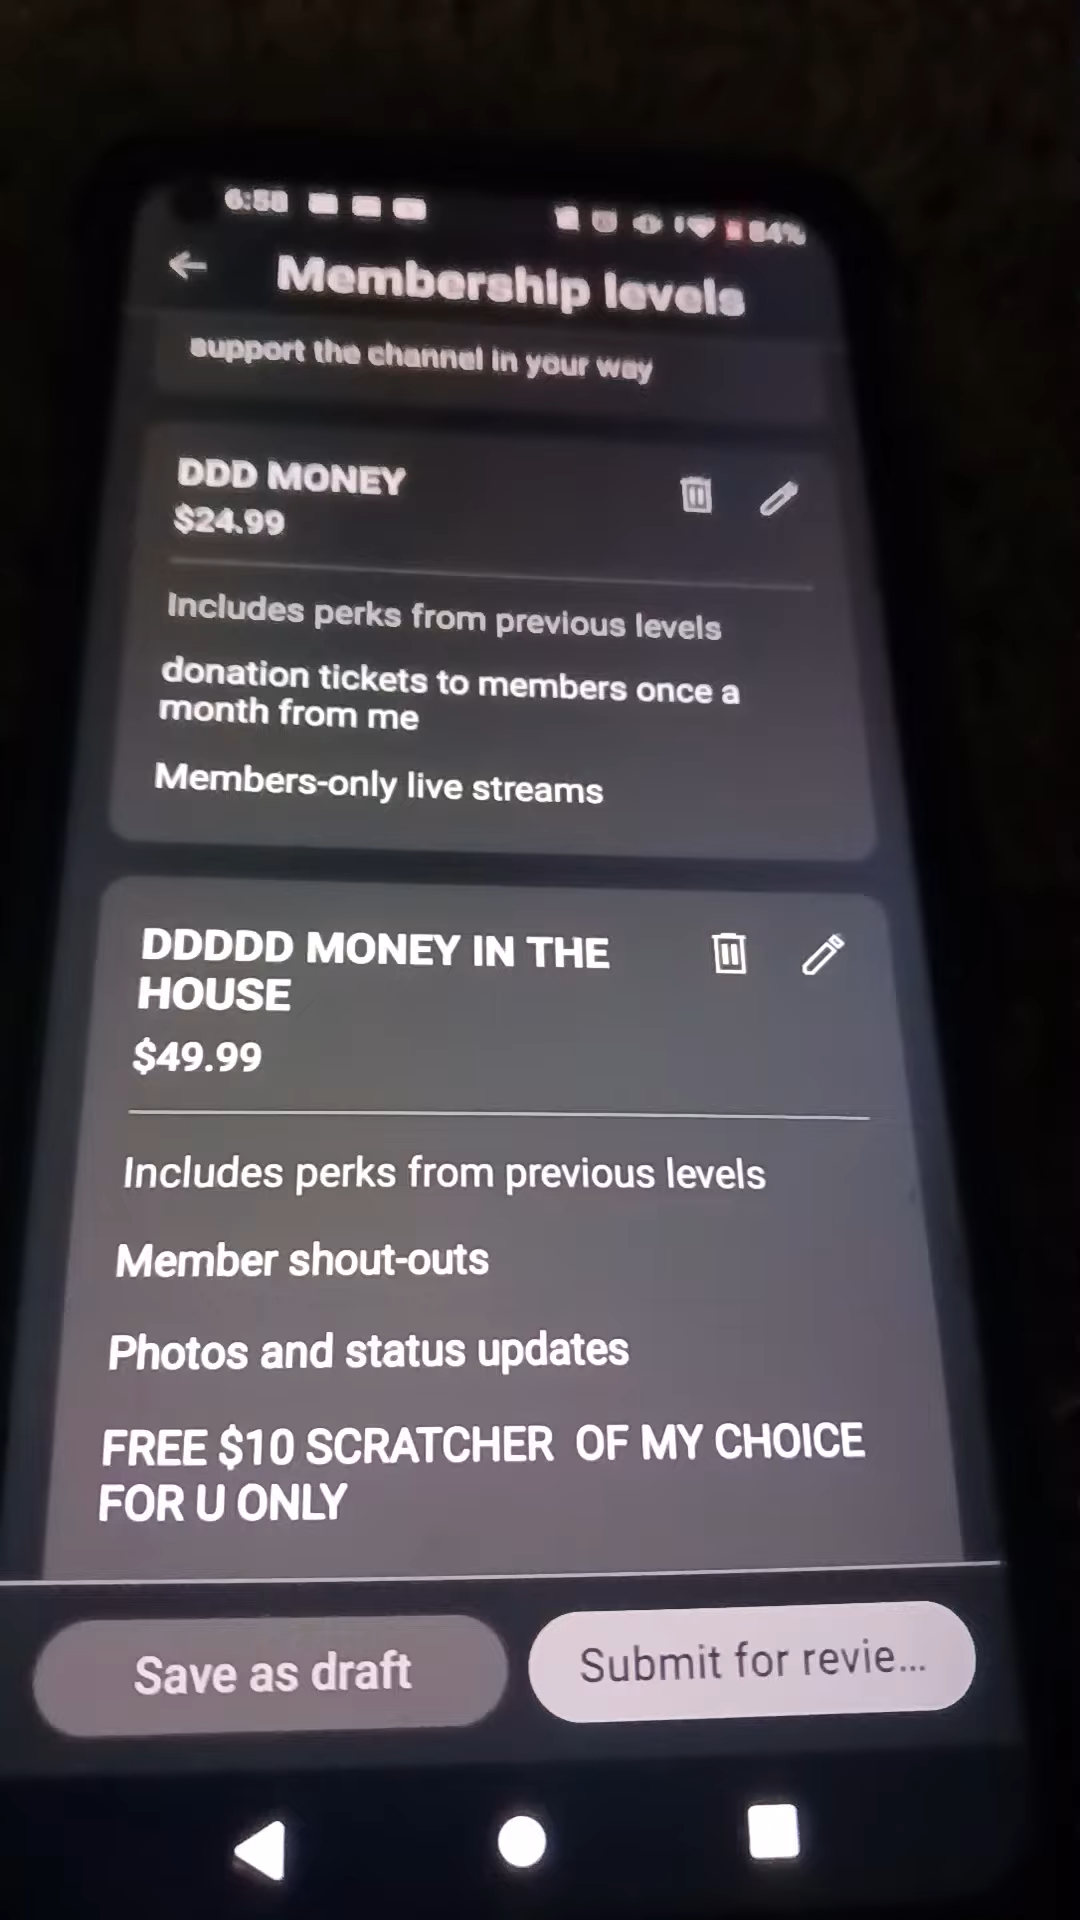 6:58
84%
Membership levels
support the channel in your way
DDD MONEY
$24.99
Includes perks from previous levels
donation tickets to members once a
month from me
Members-only live streams
DDDDD MONEY IN THE
HOUSE
$49.99
Includes perks from previous levels
Member shout-outs
Photos and status updates
FREE $10 SCRATCHER OF MY CHOICE
FOR U ONLY
Save as draft
Submit for revie...